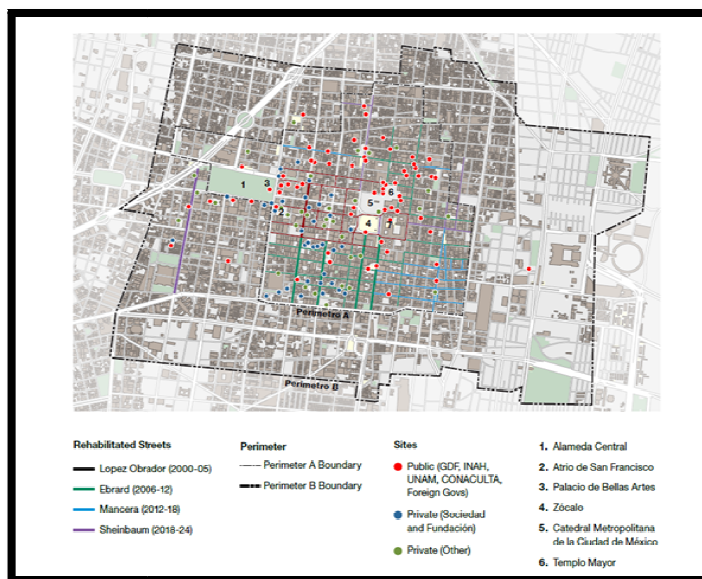 1
3
2
5
6
4
7
Perimetro A
Perimetro B
Rehabilitated Streets
Lopez Obrador (2000-05)
Ebrard (2006-12)
Mancera (2012-18)
Sheinbaum (2018-24)
Perimeter
Perimeter A Boundary
Perimeter B Boundary
Sites
Public (GDF, INAH,
UNAM, CONACULTA,
Foreign Govs)
Private (Sociedad
and Fundación)
Private (Other)
1. Alameda Central
2. Atrio de San Francisco
3. Palacio de Bellas Artes
4. Zócalo
5. Catedral Metropolitana
de la Ciudad de México
6. Templo Mayor